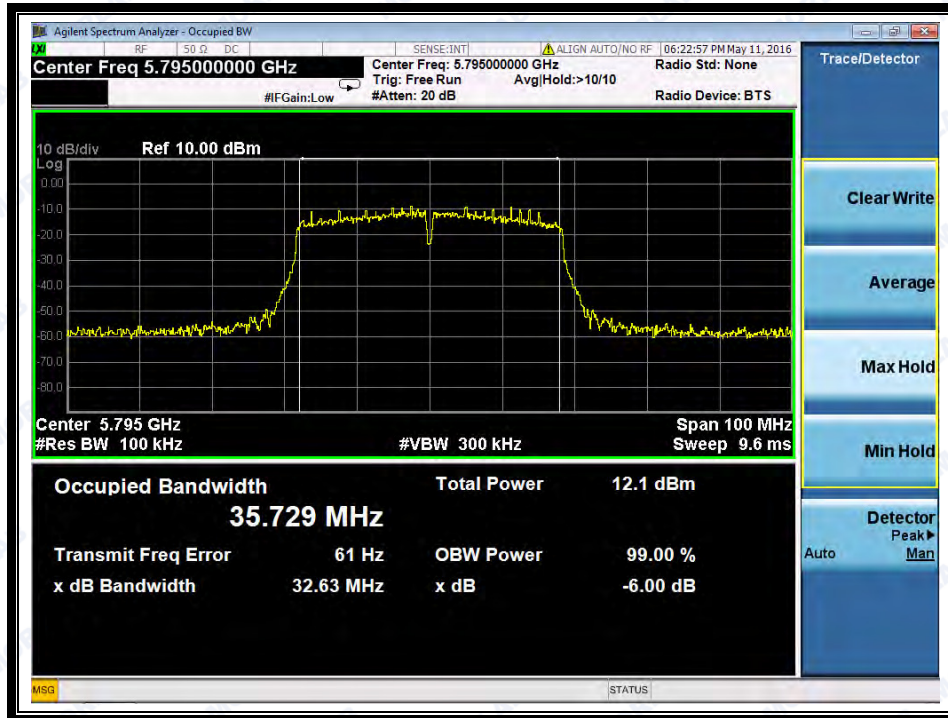 Agilent Spectrum Analyzer - Occupied BW
LXI RF 50 Ω DC SENSE:INT ALIGN AUTO/NO RF 06:22:57 PM May 11, 2016
Center Freq 5.795000000 GHz
Center Freq: 5.795000000 GHz
Radio Std: None
Trig: Free Run Avg|Hold:>10/10
#IFGain:Low
#Atten: 20 dB
Radio Device: BTS
10 dB/div Ref 10.00 dBm
Log
0.00
-10.0
-20.0
-30.0
-40.0
-50.0
-60.0
-70.0
-80.0
Center 5.795 GHz Span 100 MHz
#Res BW 100 kHz #VBW 300 kHz Sweep 9.6 ms
Occupied Bandwidth Total Power 12.1 dBm
35.729 MHz
Transmit Freq Error 61 Hz OBW Power 99.00 %
x dB Bandwidth 32.63 MHz x dB -6.00 dB
MSG STATUS
Trace/Detector
Clear Write
Average
Max Hold
Min Hold
Detector
Peak▶
Auto Man